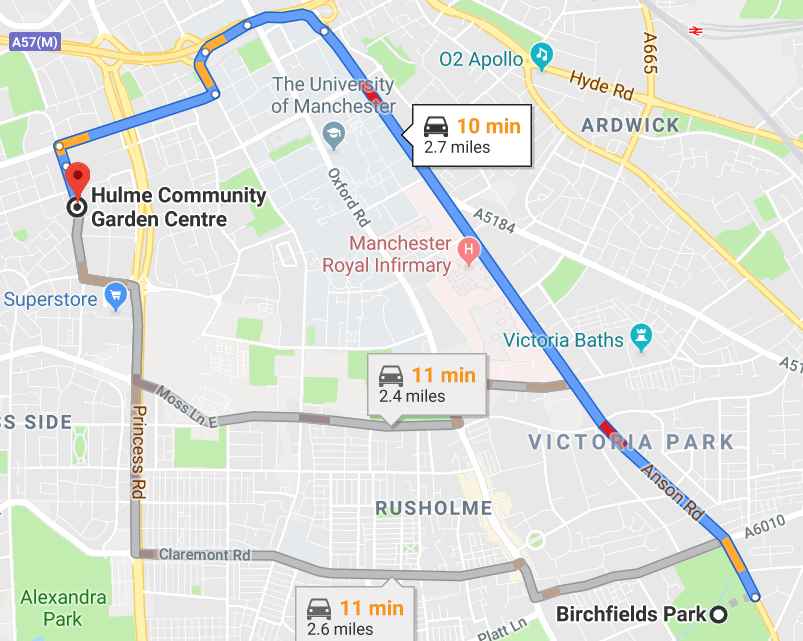 A57(M)
A665
O2 Apollo
Hyde Rd
The University
of Manchester
10 min
2.7 miles
ARDWICK
Hulme Community
Garden Centre
Oxford Rd
A5184
Manchester
Royal Infirmary
H
Superstore
Victoria Baths
11 min
2.4 miles
A57
Moss Ln E
SS SIDE
Princess Rd
VICTORIA PARK
Anson Rd
RUSHOLME
A6010
Claremont Rd
Alexandra
Park
11 min
2.6 miles
Birchfields Park
Platt Ln